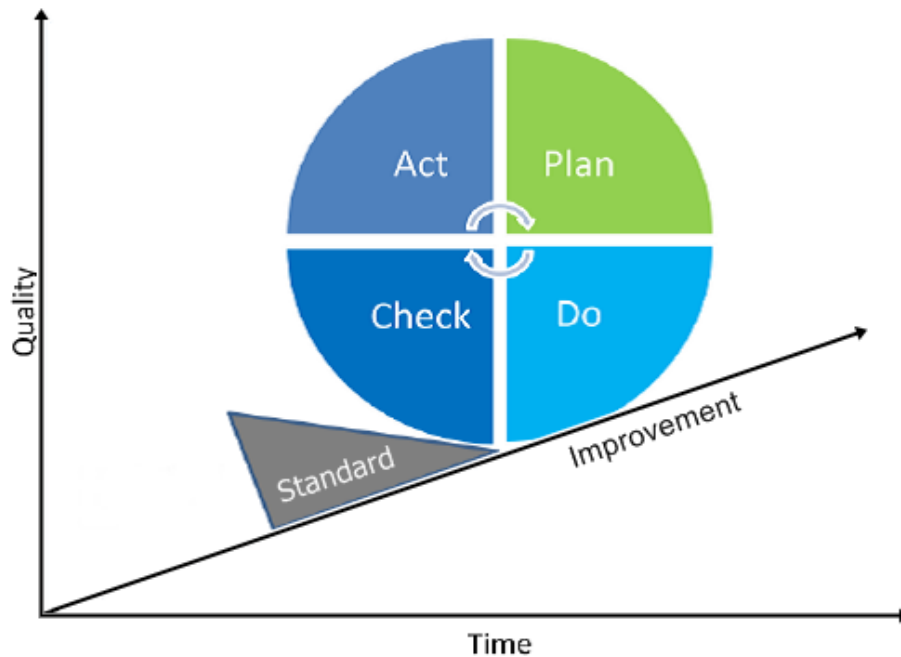 Act
Plan
Check
Do
Quality
Standard
Improvement
Time